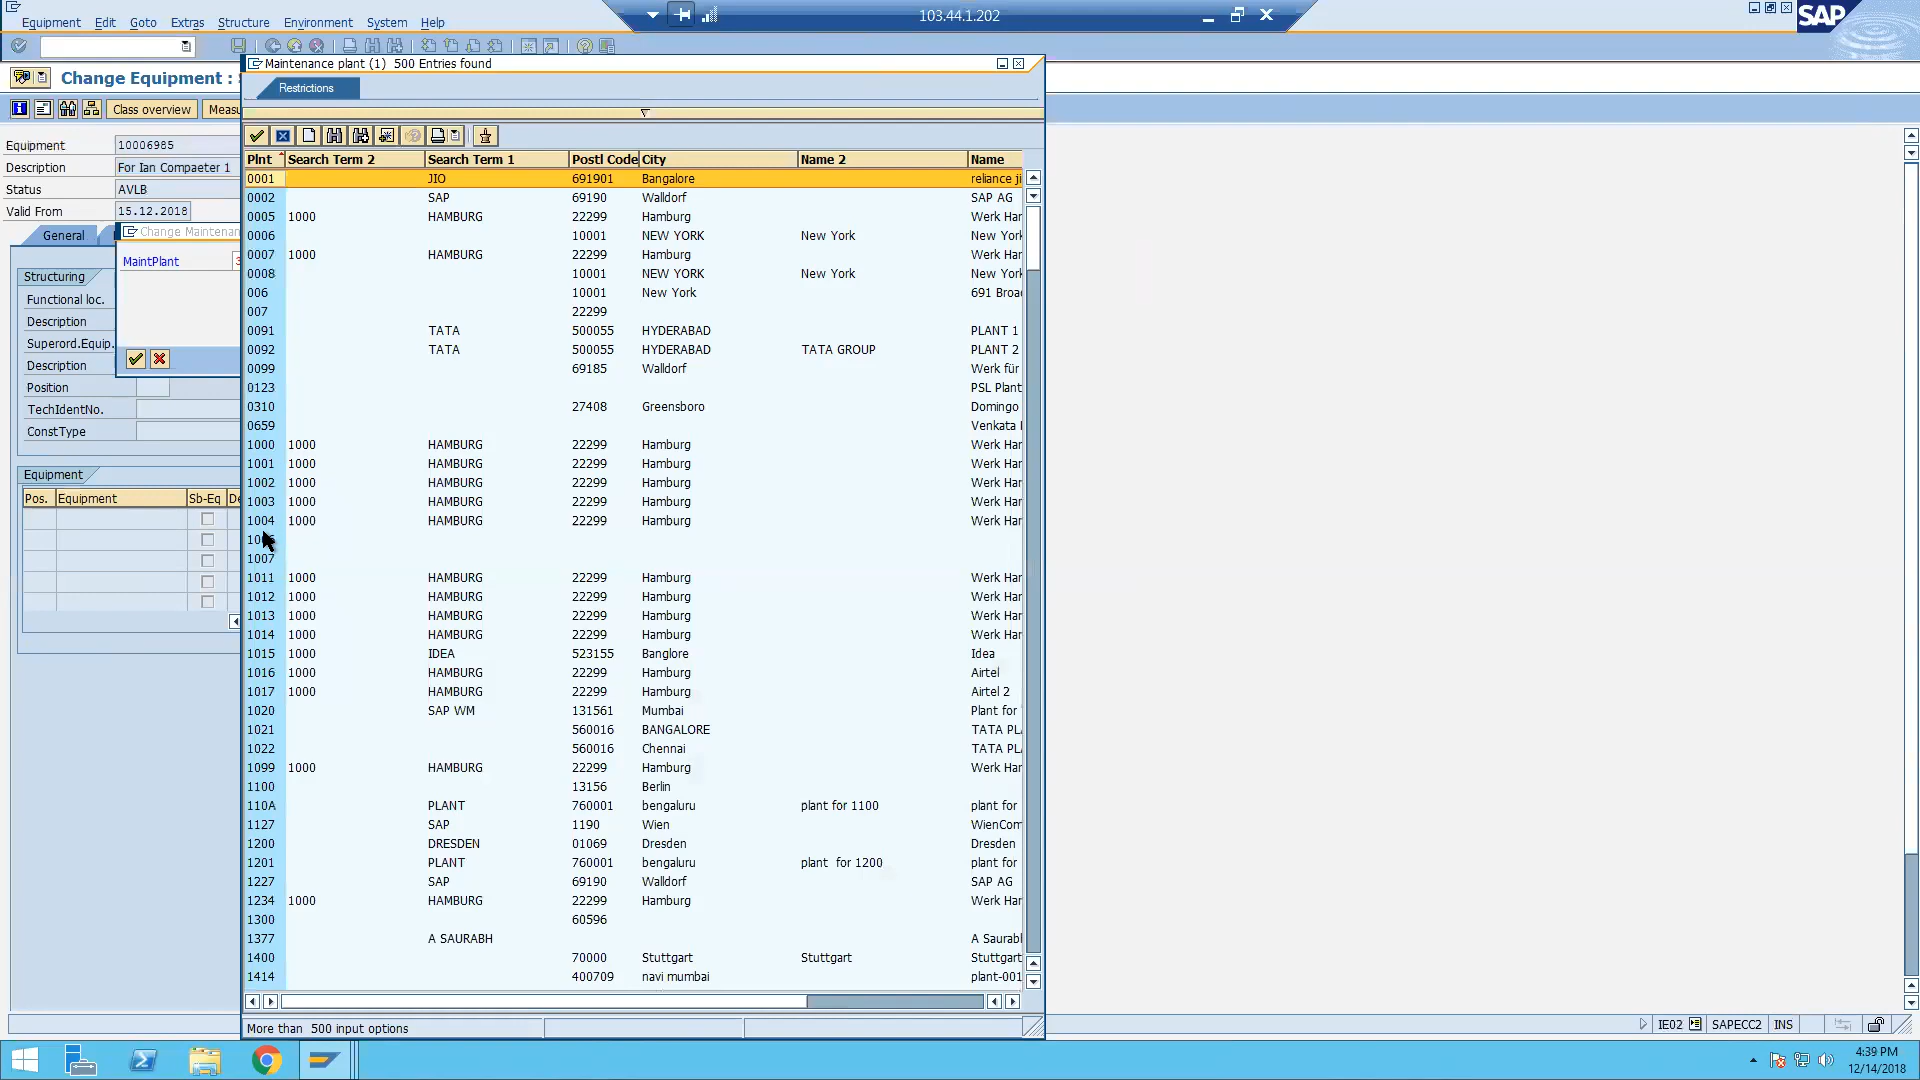 Equipment Edit Goto Extras Structure Environment System Help
103.44.1.202
SAP
Change Equipment :
Class overview
Equipment 10006985
Description For Ian Compaeter 1
Status AVLB
Valid From 15.12.2018
General
Structuring
Functional loc.
Description
Superord.Equip.
Description
Position
TechIdentNo.
ConstType
Equipment
Pos. Equipment Sb-Eq
Change Maintenan
MaintPlant
Maintenance plant (1) 500 Entries found
Restrictions
Plnt Search Term 2 Search Term 1 Postl Code City Name 2 Name
0001 JIO 691901 Bangalore reliance ji
0002 SAP 69190 Walldorf SAP AG
0005 1000 HAMBURG 22299 Hamburg Werk Har
0006 10001 NEW YORK New York New York
0007 1000 HAMBURG 22299 Hamburg Werk Har
0008 10001 NEW YORK New York New York
006 10001 New York 691 Broa
007 22299
0091 TATA 500055 HYDERABAD PLANT 1
0092 TATA 500055 HYDERABAD TATA GROUP PLANT 2
0099 69185 Walldorf Werk für
0123 PSL Plant
0310 27408 Greensboro Domingo
0659 Venkata
1000 1000 HAMBURG 22299 Hamburg Werk Har
1001 1000 HAMBURG 22299 Hamburg Werk Har
1002 1000 HAMBURG 22299 Hamburg Werk Har
1003 1000 HAMBURG 22299 Hamburg Werk Har
1004 1000 HAMBURG 22299 Hamburg Werk Har
1007
1011 1000 HAMBURG 22299 Hamburg Werk Har
1012 1000 HAMBURG 22299 Hamburg Werk Har
1013 1000 HAMBURG 22299 Hamburg Werk Har
1014 1000 HAMBURG 22299 Hamburg Werk Har
1015 1000 IDEA 523155 Banglore Idea
1016 1000 HAMBURG 22299 Hamburg Airtel
1017 1000 HAMBURG 22299 Hamburg Airtel 2
1020 SAP WM 131561 Mumbai Plant for
1021 560016 BANGALORE TATA PL
1022 560016 Chennai TATA PL
1099 1000 HAMBURG 22299 Hamburg Werk Har
1100 13156 Berlin
110A PLANT 760001 bengaluru plant for 1100 plant for
1127 SAP 1190 Wien WienCom
1200 DRESDEN 01069 Dresden Dresden
1201 PLANT 760001 bengaluru plant for 1200 plant for
1227 SAP 69190 Walldorf SAP AG
1234 1000 HAMBURG 22299 Hamburg Werk Har
1300 60596
1377 A SAURABH A Saurabl
1400 70000 Stuttgart Stuttgart Stuttgart
1414 400709 navi mumbai plant-001
More than 500 input options
IE02 SAPECC2 INS
4:39 PM
12/14/2018